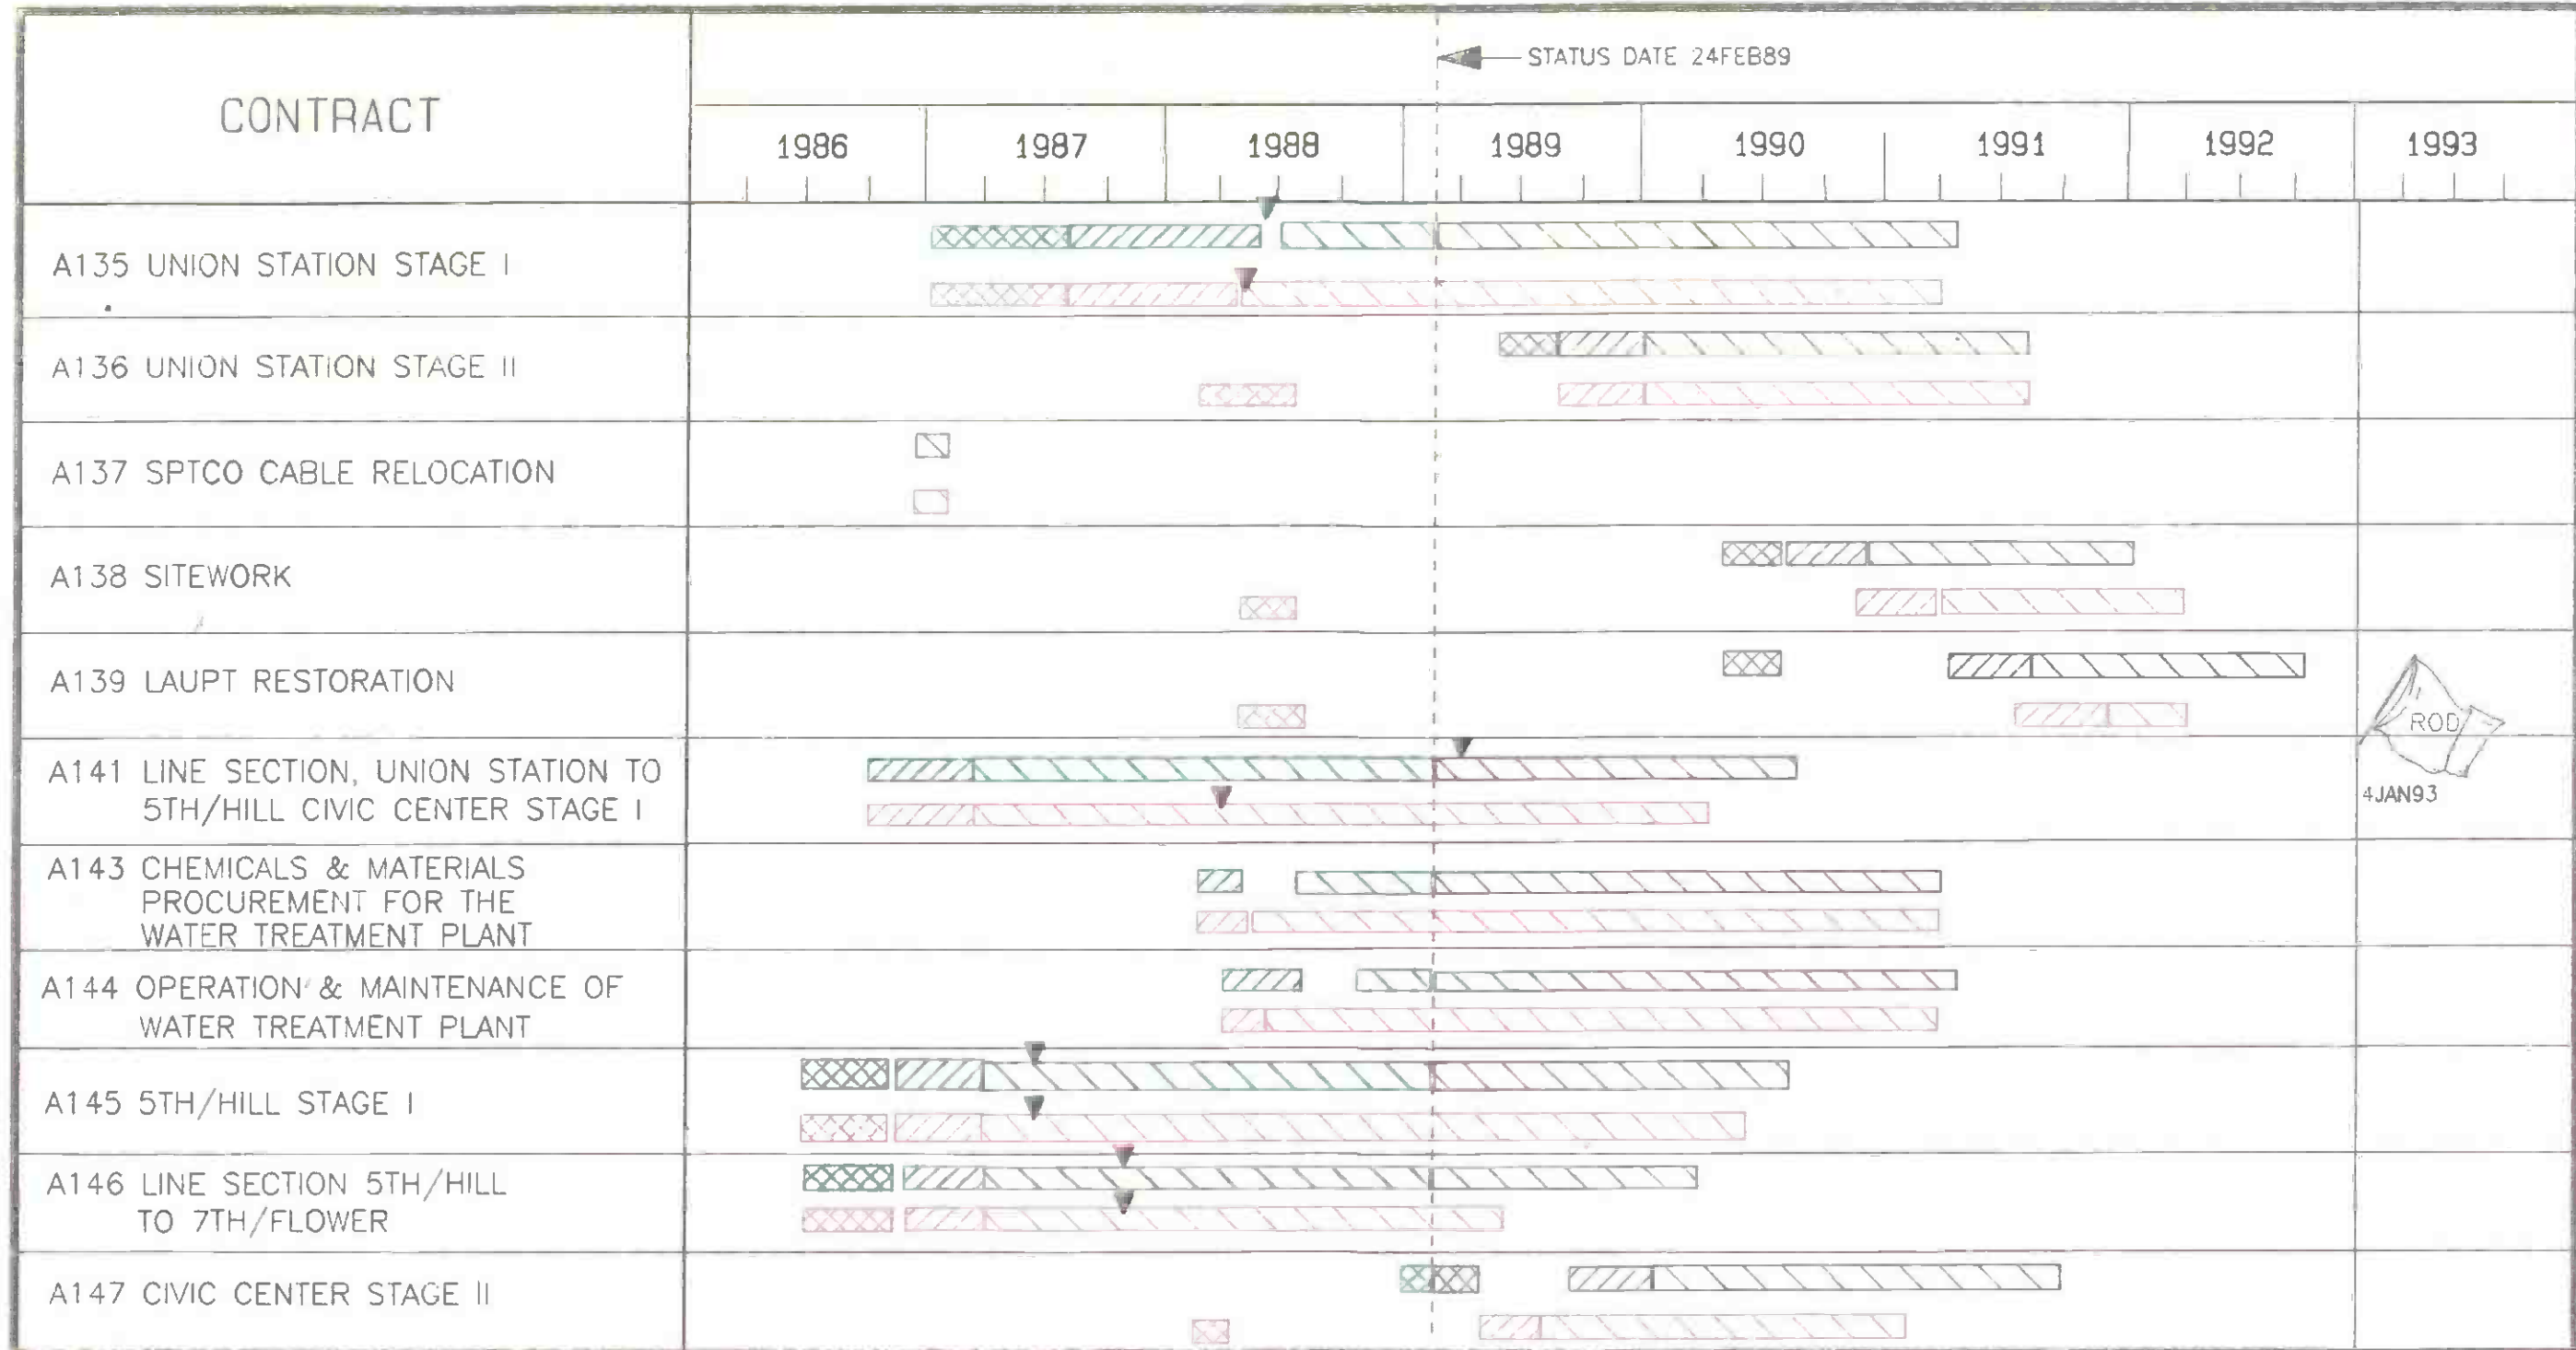 STATUS DATE 24FEB89
CONTRACT
1986 1987 1988 1989 1990 1991 1992 1993
A135 UNION STATION STAGE I
A136 UNION STATION STAGE II
A137 SPTCO CABLE RELOCATION
A138 SITEWORK
A139 LAUPT RESTORATION
ROD
A141 LINE SECTION, UNION STATION TO
5TH/HILL CIVIC CENTER STAGE I
4JAN93
A143 CHEMICALS & MATERIALS
PROCUREMENT FOR THE
WATER TREATMENT PLANT
A144 OPERATION & MAINTENANCE OF
WATER TREATMENT PLANT
A145 5TH/HILL STAGE I
A146 LINE SECTION 5TH/HILL
TO 7TH/FLOWER
A147 CIVIC CENTER STAGE II